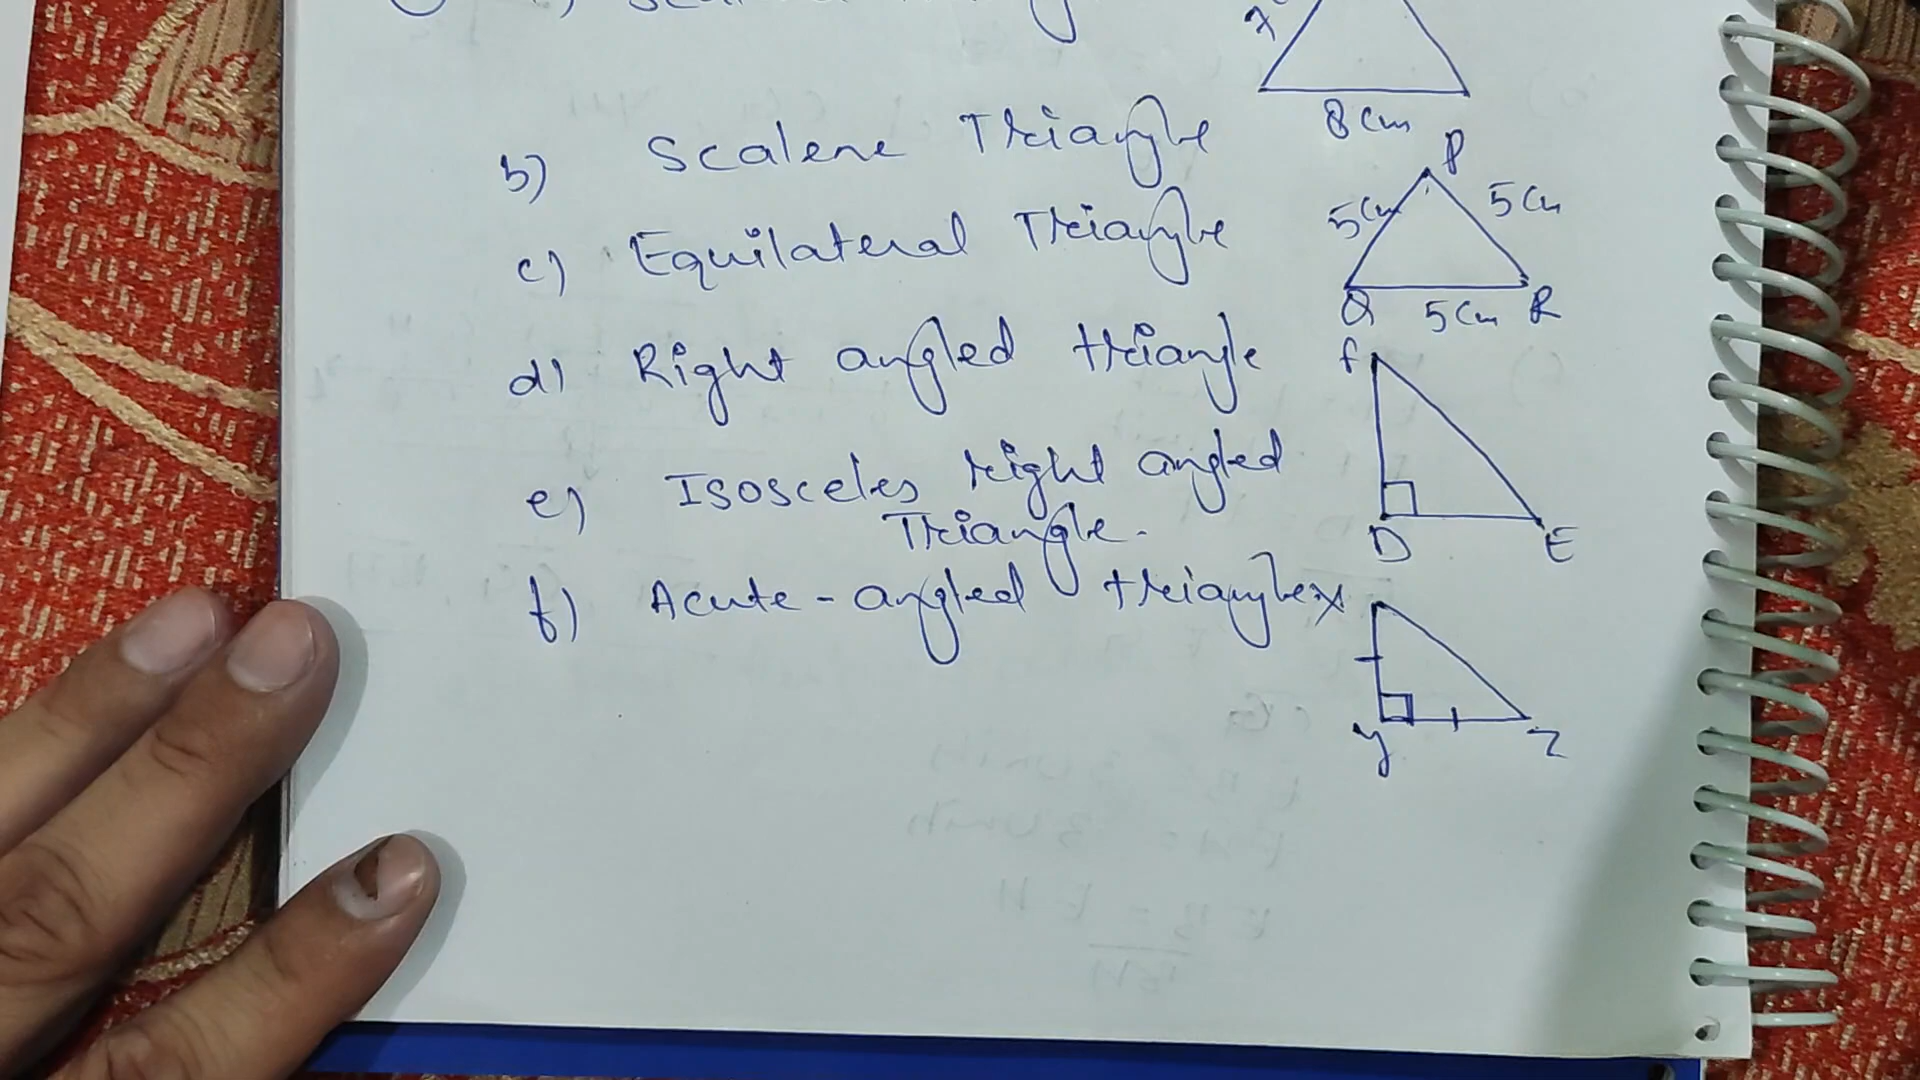 7
8 cm
b) Scalene Triangle
P
5 cm
5 cm
c) Equilateral Triangle
Q
5 cm
R
d) Right angled triangle
f
e) Isosceles right angled
Triangle.
D
E
f) Acute-angled triangle
x
y
z